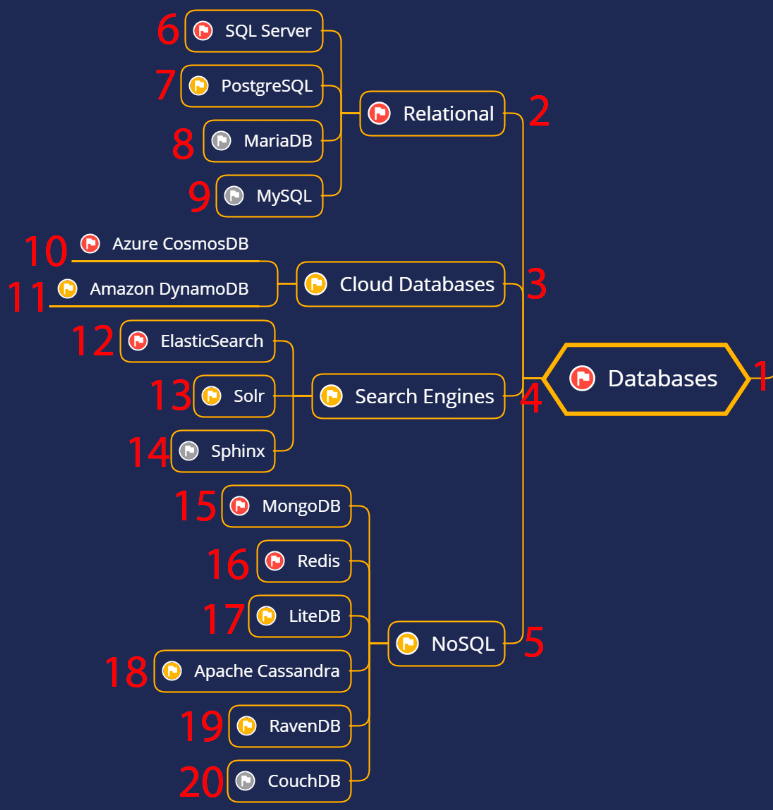 6 SQL Server
7 PostgreSQL
Relational 2
8 MariaDB
9 MySQL
10 Azure CosmosDB
11 Amazon DynamoDB
Cloud Databases 3
12 ElasticSearch
Databases 1
13 Solr
Search Engines 4
14 Sphinx
15 MongoDB
16 Redis
17 LiteDB
NoSQL 5
18 Apache Cassandra
19 RavenDB
20 CouchDB